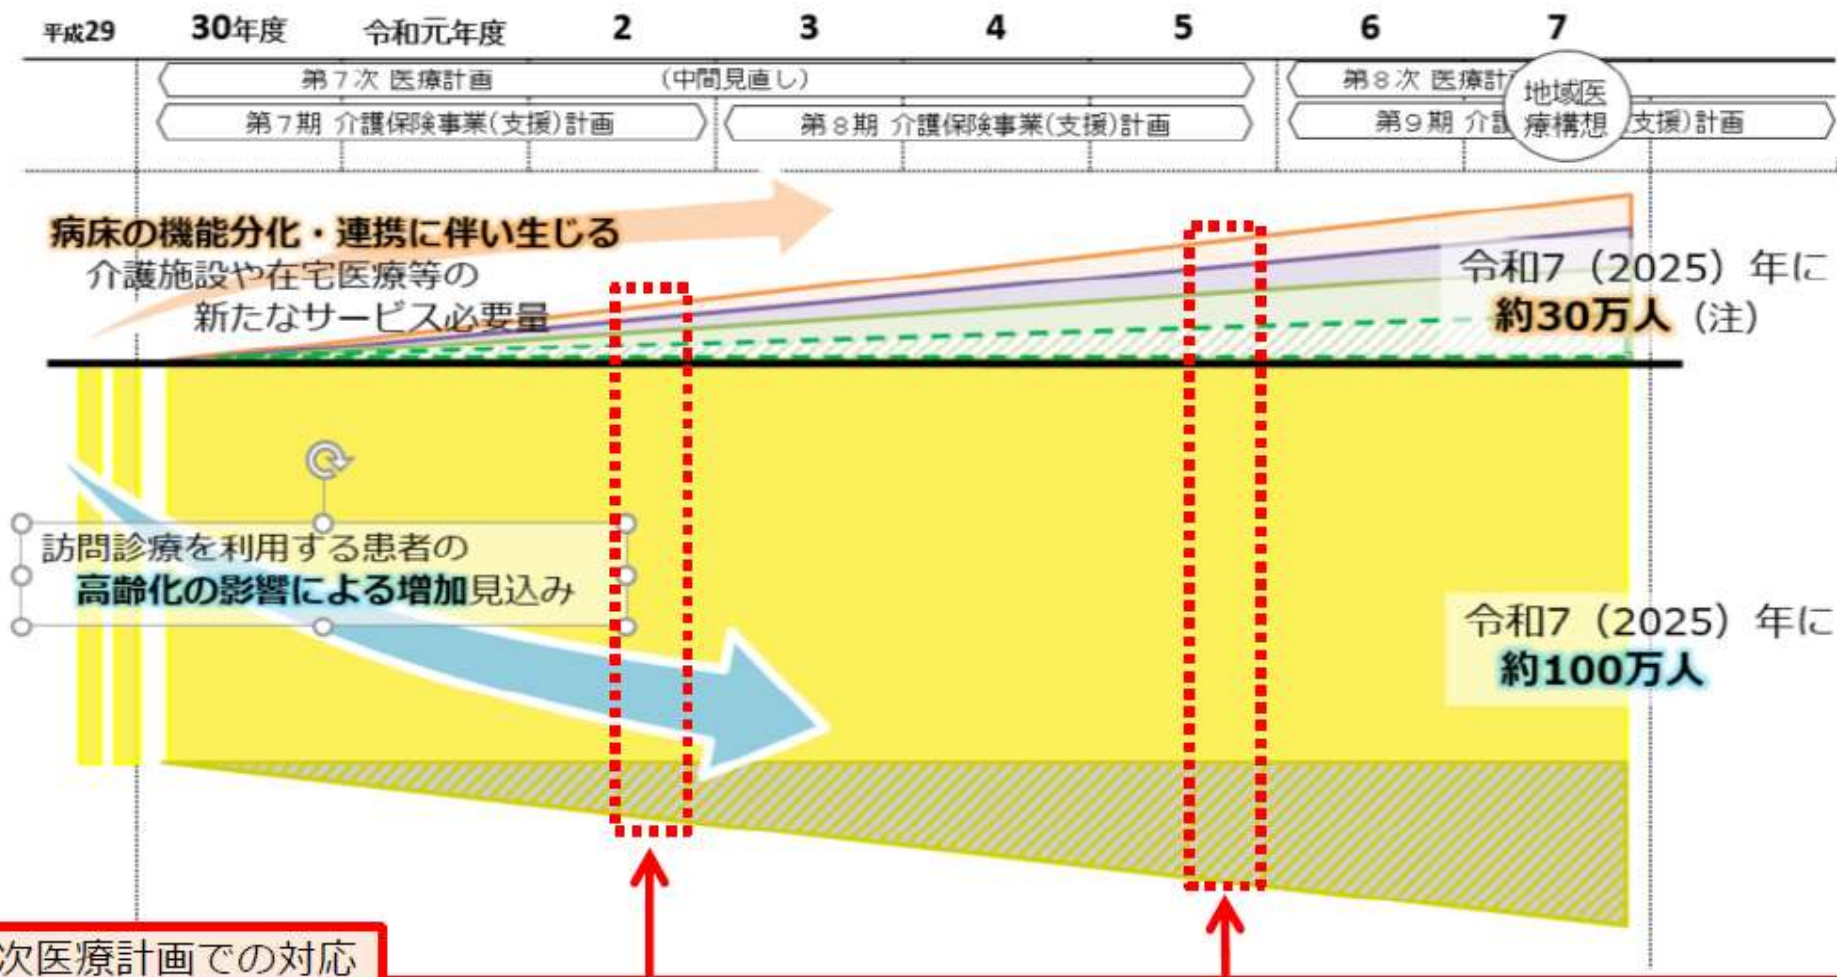 平成29 30年度 令和元年度 2 3 4 5 6 7
第7次 医療計画 (中間見直し) 第8次 医療計
第7期 介護保険事業(支援)計画 第8期 介護保険事業(支援)計画 第9期 介護 支援)計画
地域医
療構想
病床の機能分化・連携に伴い生じる
介護施設や在宅医療等の
新たなサービス必要量
令和7（2025）年に
約30万人（注）
訪問診療を利用する患者の
高齢化の影響による増加見込み
令和7（2025）年に
約100万人
次医療計画での対応